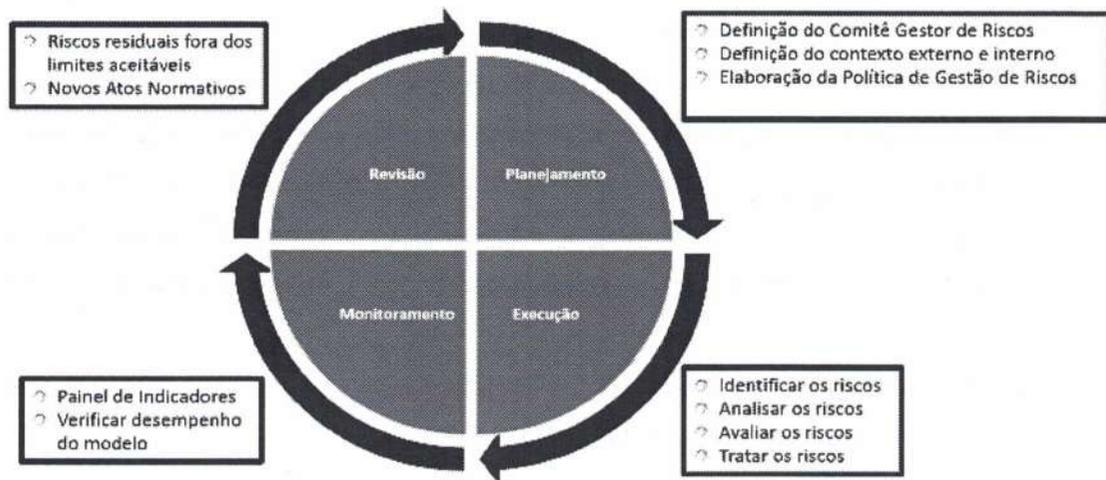 Riscos residuais fora dos
limites aceitáveis
Novos Atos Normativos
Definição do Comitê Gestor de Riscos
Definição do contexto externo e interno
Elaboração da Política de Gestão de Riscos
Revisão
Planejamento
Monitoramento
Execução
Painel de Indicadores
Verificar desempenho
do modelo
Identificar os riscos
Analisar os riscos
Avaliar os riscos
Tratar os riscos